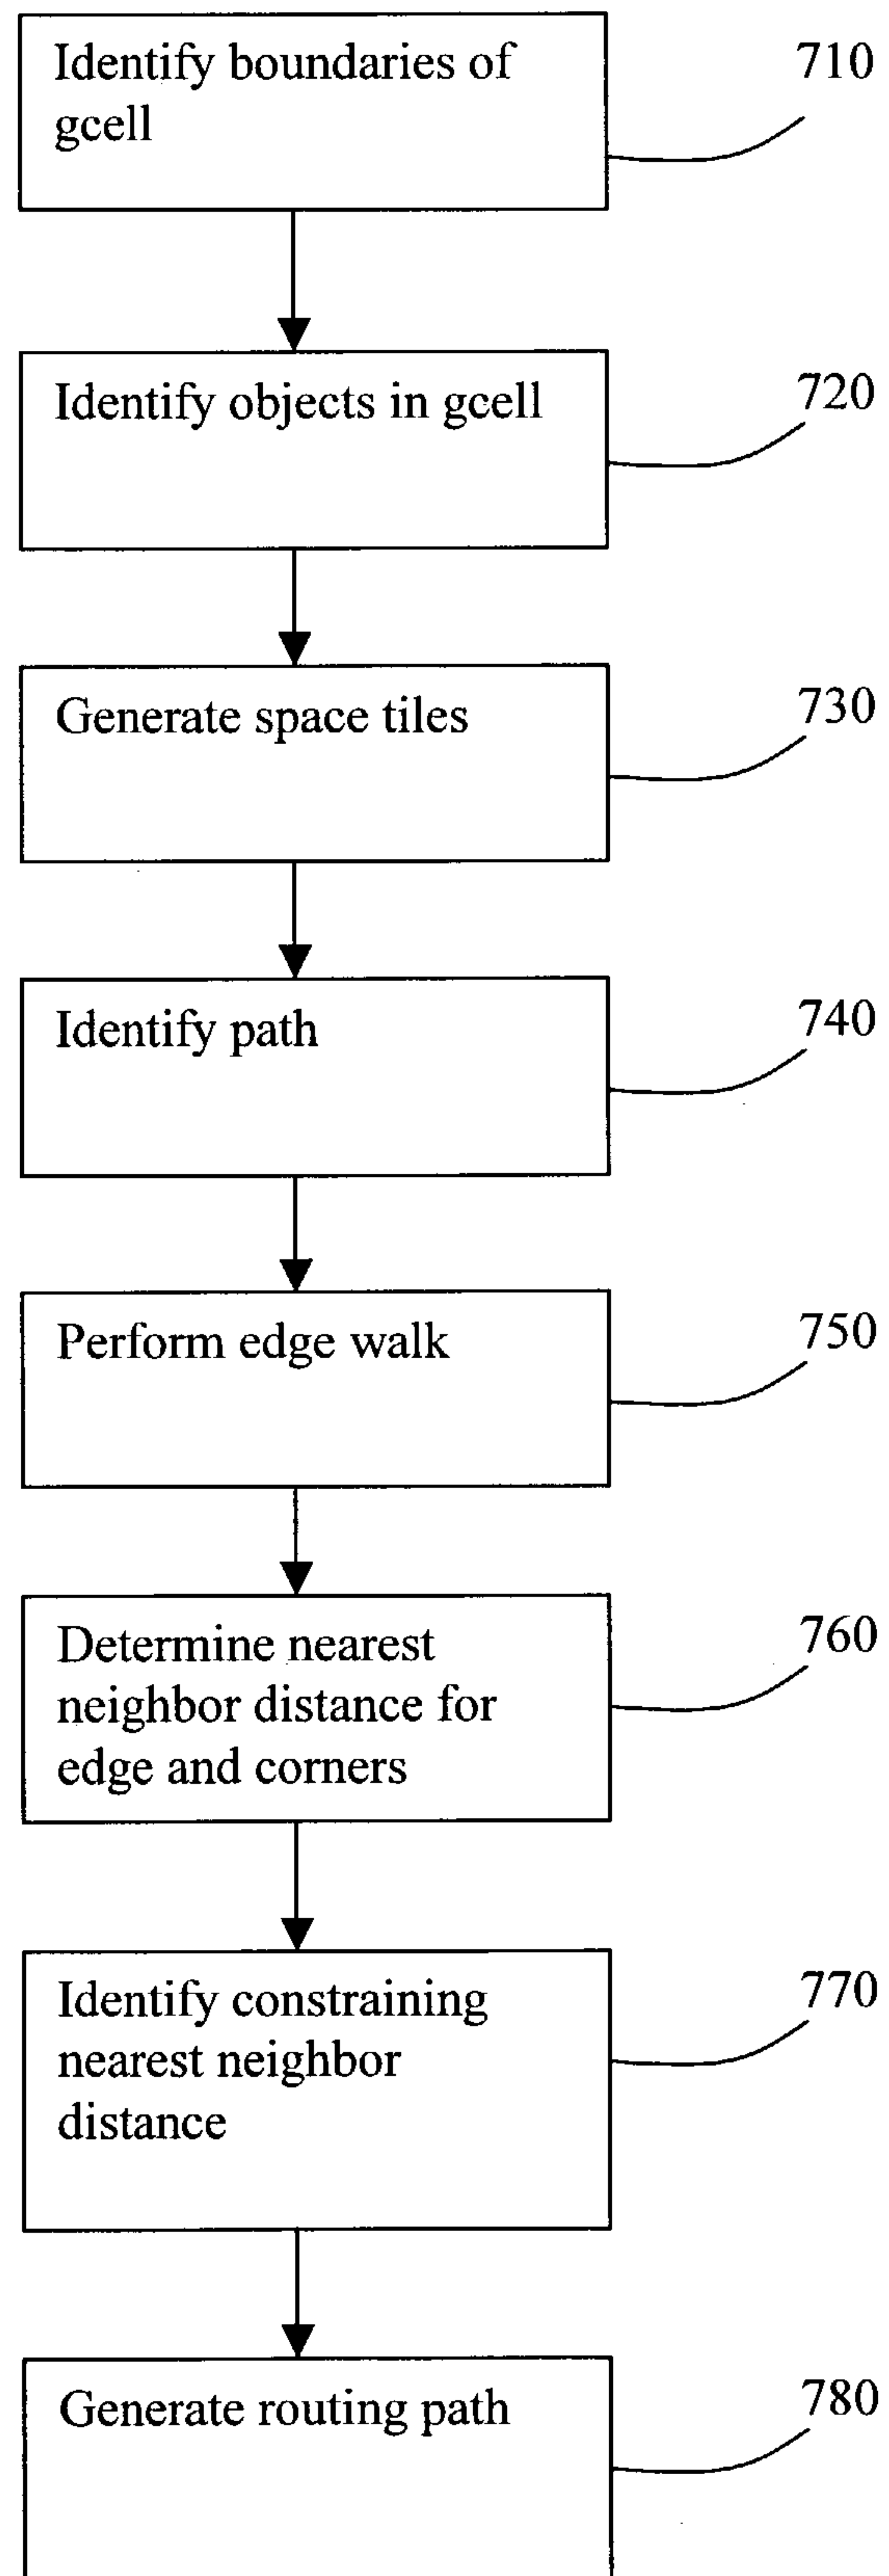 Identify boundaries of
gcell
710
Identify objects in gcell
720
Generate space tiles
730
Identify path
740
Perform edge walk
750
Determine nearest
neighbor distance for
edge and corners
760
Identify constraining
nearest neighbor
distance
770
Generate routing path
780